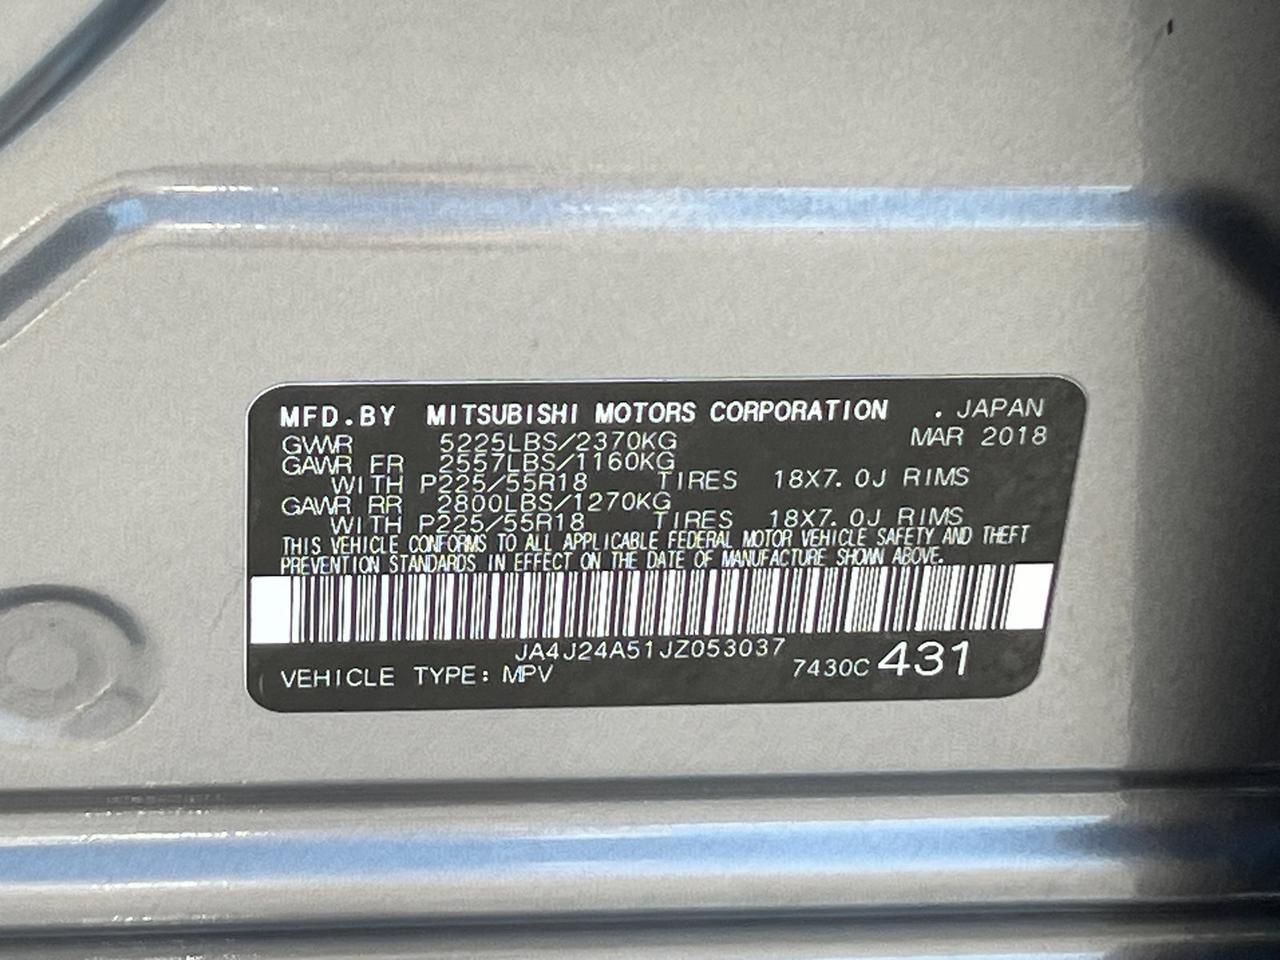 MFD.BY MITSUBISHI MOTORS CORPORATION . JAPAN
GVWR 5225LBS/2370KG MAR 2018
GAWR FR 2557LBS/1160KG
WITH P225/55R18 TIRES 18X7.0J RIMS
GAWR RR 2800LBS/1270KG
WITH P225/55R18 TIRES 18X7.0J RIMS
THIS VEHICLE CONFORMS TO ALL APPLICABLE FEDERAL MOTOR VEHICLE SAFETY AND THEFT
PREVENTION STANDARDS IN EFFECT ON THE DATE OF MANUFACTURE SHOWN ABOVE.
JA4J24A51JZ053037
VEHICLE TYPE: MPV 7430C 431